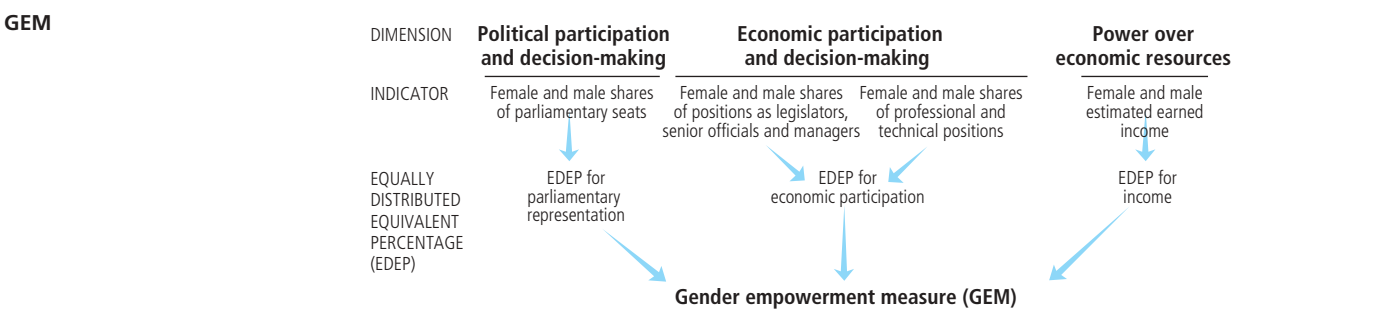 GEM
DIMENSION
Political participation
and decision-making
Economic participation
and decision-making
Power over
economic resources
INDICATOR
Female and male shares
of parliamentary seats
Female and male shares
of positions as legislators,
senior officials and managers
Female and male shares
of professional and
technical positions
Female and male
estimated earned
income
EQUALLY
DISTRIBUTED
EQUIVALENT
PERCENTAGE
(EDEP)
EDEP for
parliamentary
representation
EDEP for
economic participation
EDEP for
income
Gender empowerment measure (GEM)